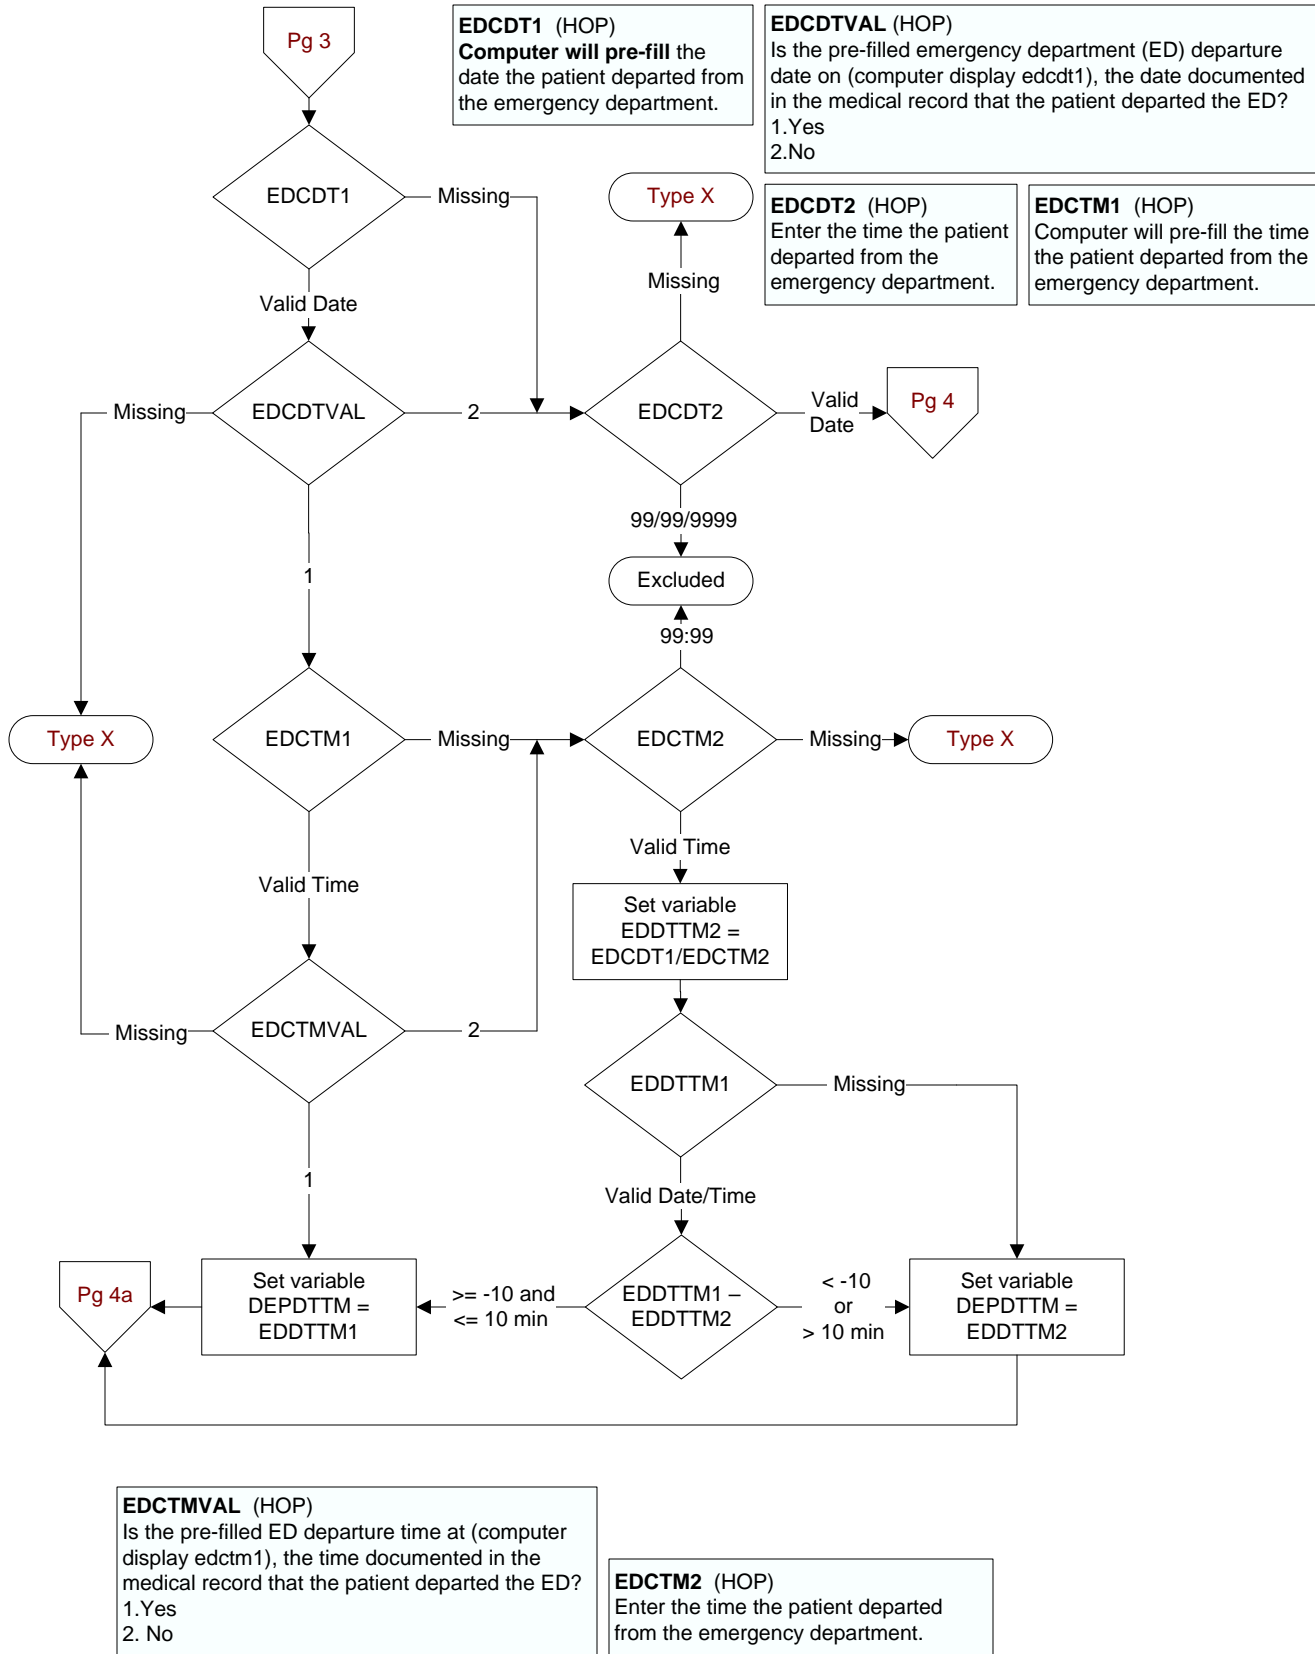 Pg 3
EDCDT1 (HOP)
Computer will pre-fill the
date the patient departed from
the emergency department.
EDCDTVAL (HOP)
Is the pre-filled emergency department (ED) departure
date on (computer display edcdt1), the date documented
in the medical record that the patient departed the ED?
1.Yes
2.No
EDCDT1
Missing
Type X
EDCDT2 (HOP)
Enter the time the patient
departed from the
emergency department.
EDCTM1 (HOP)
Computer will pre-fill the time
the patient departed from the
emergency department.
Missing
Valid Date
Missing
EDCDTVAL
2
EDCDT2
Valid
Date
Pg 4
99/99/9999
1
Excluded
99:99
Type X
EDCTM1
Missing
EDCTM2
Missing
Type X
Valid Time
Valid Time
Set variable
EDDTTM2 =
EDCDT1/EDCTM2
Missing
EDCTMVAL
2
EDDTTM1
Missing
1
Valid Date/Time
Pg 4a
Set variable
DEPDTTM =
EDDTTM1
>= -10 and
<= 10 min
EDDTTM1 –
EDDTTM2
< -10
or
> 10 min
Set variable
DEPDTTM =
EDDTTM2
EDCTMVAL (HOP)
Is the pre-filled ED departure time at (computer
display edctm1), the time documented in the
medical record that the patient departed the ED?
1.Yes
2. No
EDCTM2 (HOP)
Enter the time the patient departed
from the emergency department.